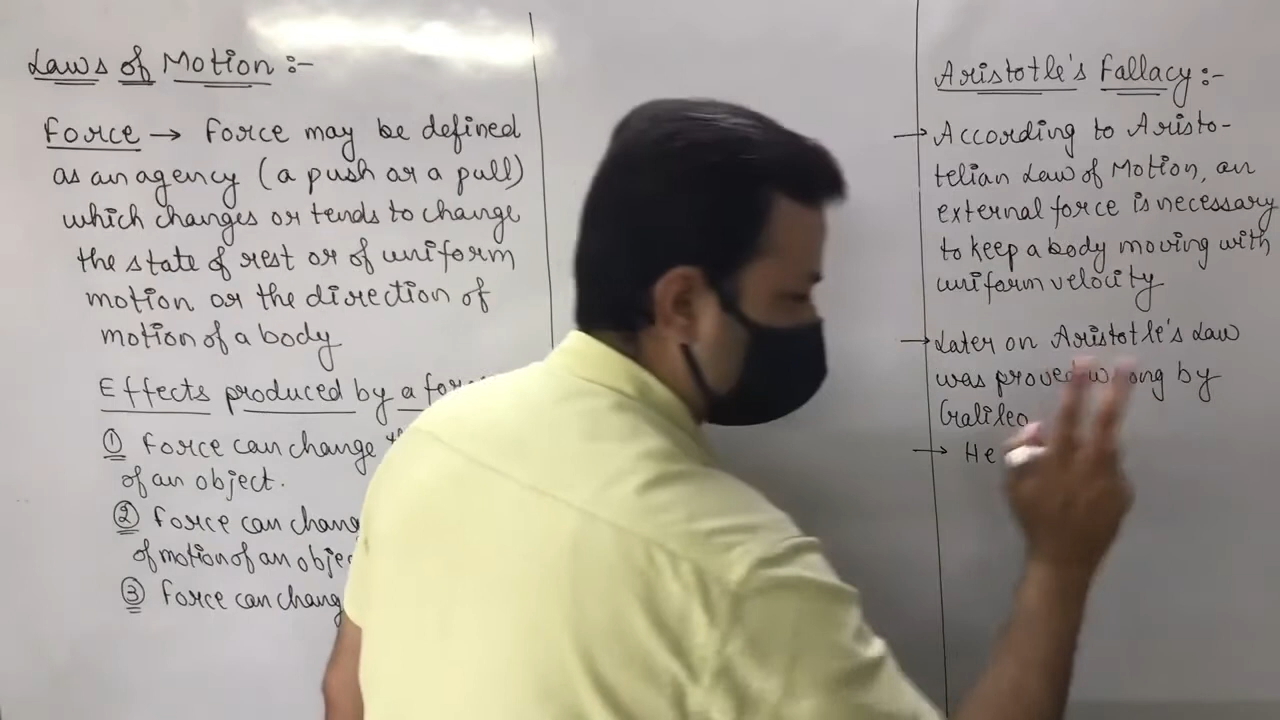 Laws of Motion :-
Force → Force may be defined
as an agency (a push or a pull)
which changes or tends to change
the state of rest or of uniform
motion or the direction of
motion of a body
Effects produced by a
① Force can change
of an object.
② Force can
of motion of an
③ Force can
Aristotle's Fallacy :-
→ According to Aristo-
telian Law of Motion, an
external force is necessary
to keep a body moving with
uniform velocity
→ Later on Aristotle's Law
was proved wrong by
Galileo
→ He